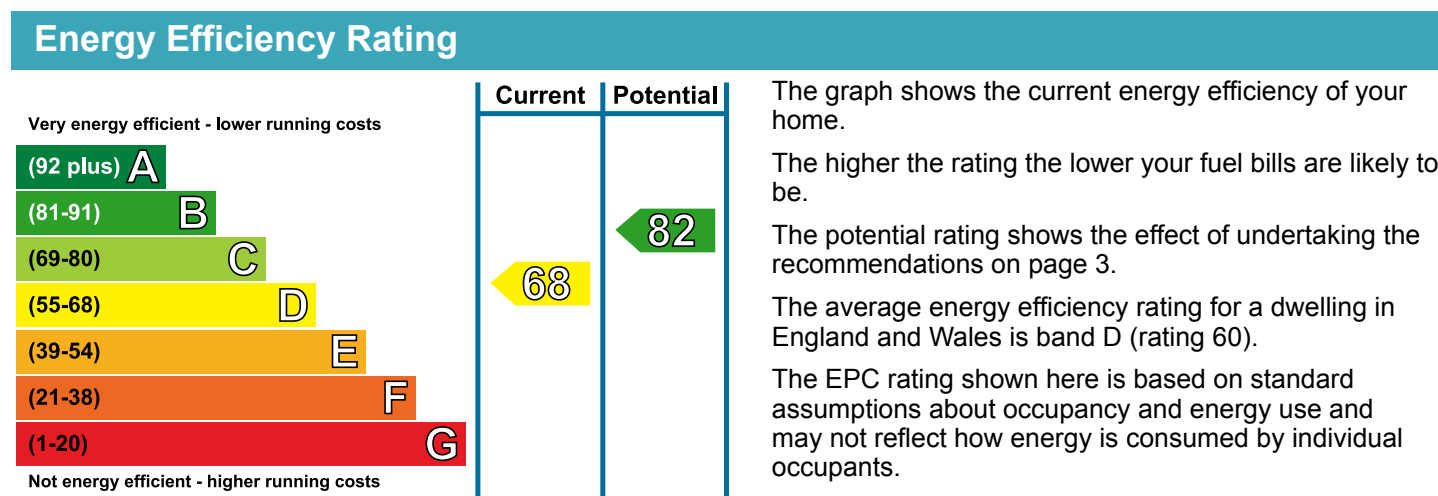 Energy Efficiency Rating
Current Potential
Very energy efficient - lower running costs
(92 plus) A
(81-91) B
82
(69-80) C
68
(55-68) D
(39-54) E
(21-38) F
(1-20) G
Not energy efficient - higher running costs
The graph shows the current energy efficiency of your
home.
The higher the rating the lower your fuel bills are likely to
be.
The potential rating shows the effect of undertaking the
recommendations on page 3.
The average energy efficiency rating for a dwelling in
England and Wales is band D (rating 60).
The EPC rating shown here is based on standard
assumptions about occupancy and energy use and
may not reflect how energy is consumed by individual
occupants.